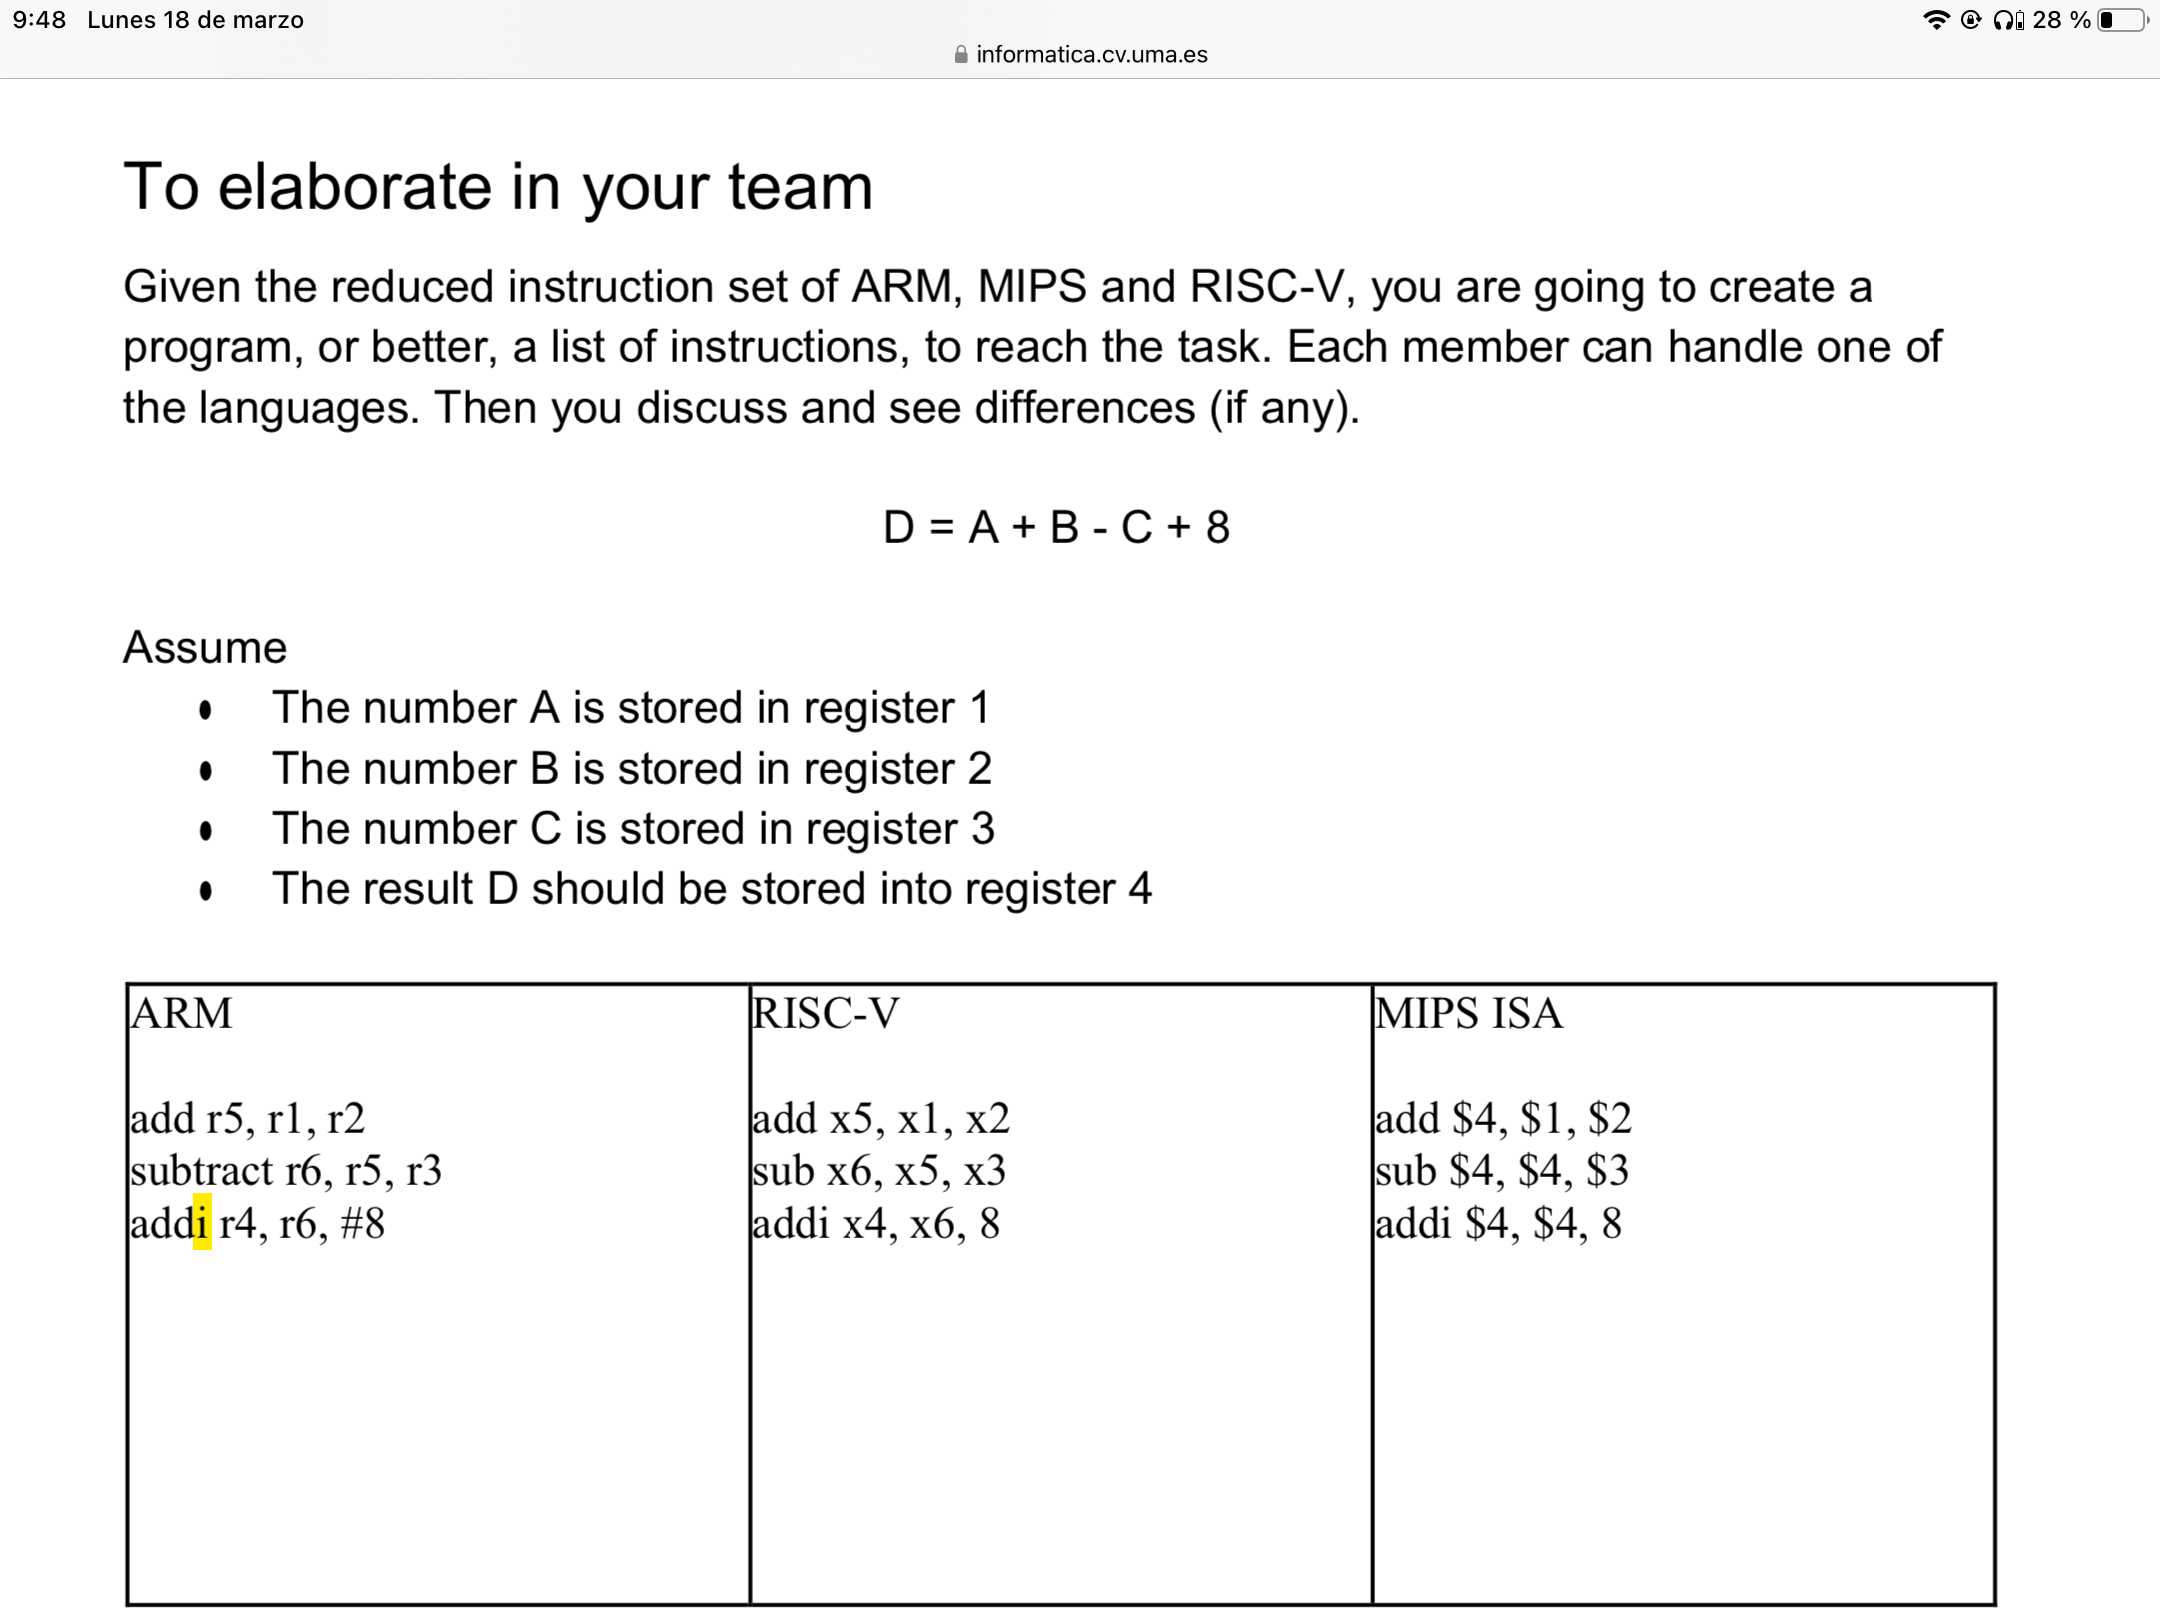 9:48 Lunes 18 de marzo
28 %
informatica.cv.uma.es
To elaborate in your team
Given the reduced instruction set of ARM, MIPS and RISC-V, you are going to create a
program, or better, a list of instructions, to reach the task. Each member can handle one of
the languages. Then you discuss and see differences (if any).
D = A + B - C + 8
Assume
• The number A is stored in register 1
• The number B is stored in register 2
• The number C is stored in register 3
• The result D should be stored into register 4
ARM
add r5, r1, r2
subtract r6, r5, r3
addi r4, r6, #8
RISC-V
add x5, x1, x2
sub x6, x5, x3
addi x4, x6, 8
MIPS ISA
add $4, $1, $2
sub $4, $4, $3
addi $4, $4, 8